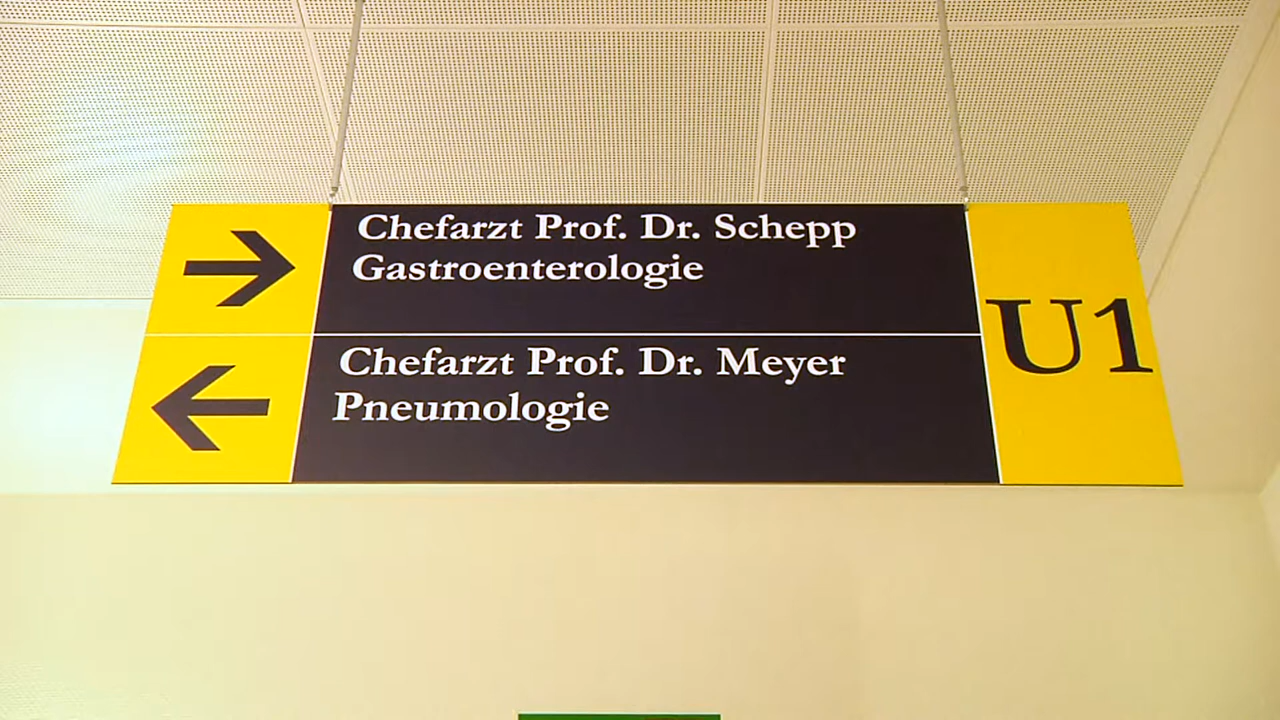 Chefarzt Prof. Dr. Schepp
Gastroenterologie
Chefarzt Prof. Dr. Meyer
Pneumologie
U1